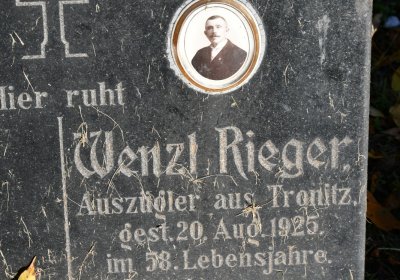 Hier ruht
Wenzl Rieger,
Auszügler aus Tronitz,
gest. 20. Aug. 1925.
im 58. Lebensjahre.